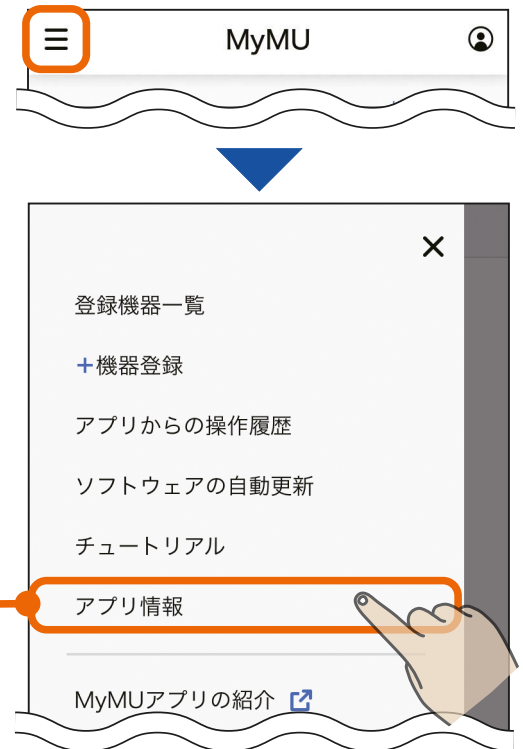 MyMU
登録機器一覧
+機器登録
アプリからの操作履歴
ソフトウェアの自動更新
チュートリアル
アプリ情報
MyMUアプリの紹介